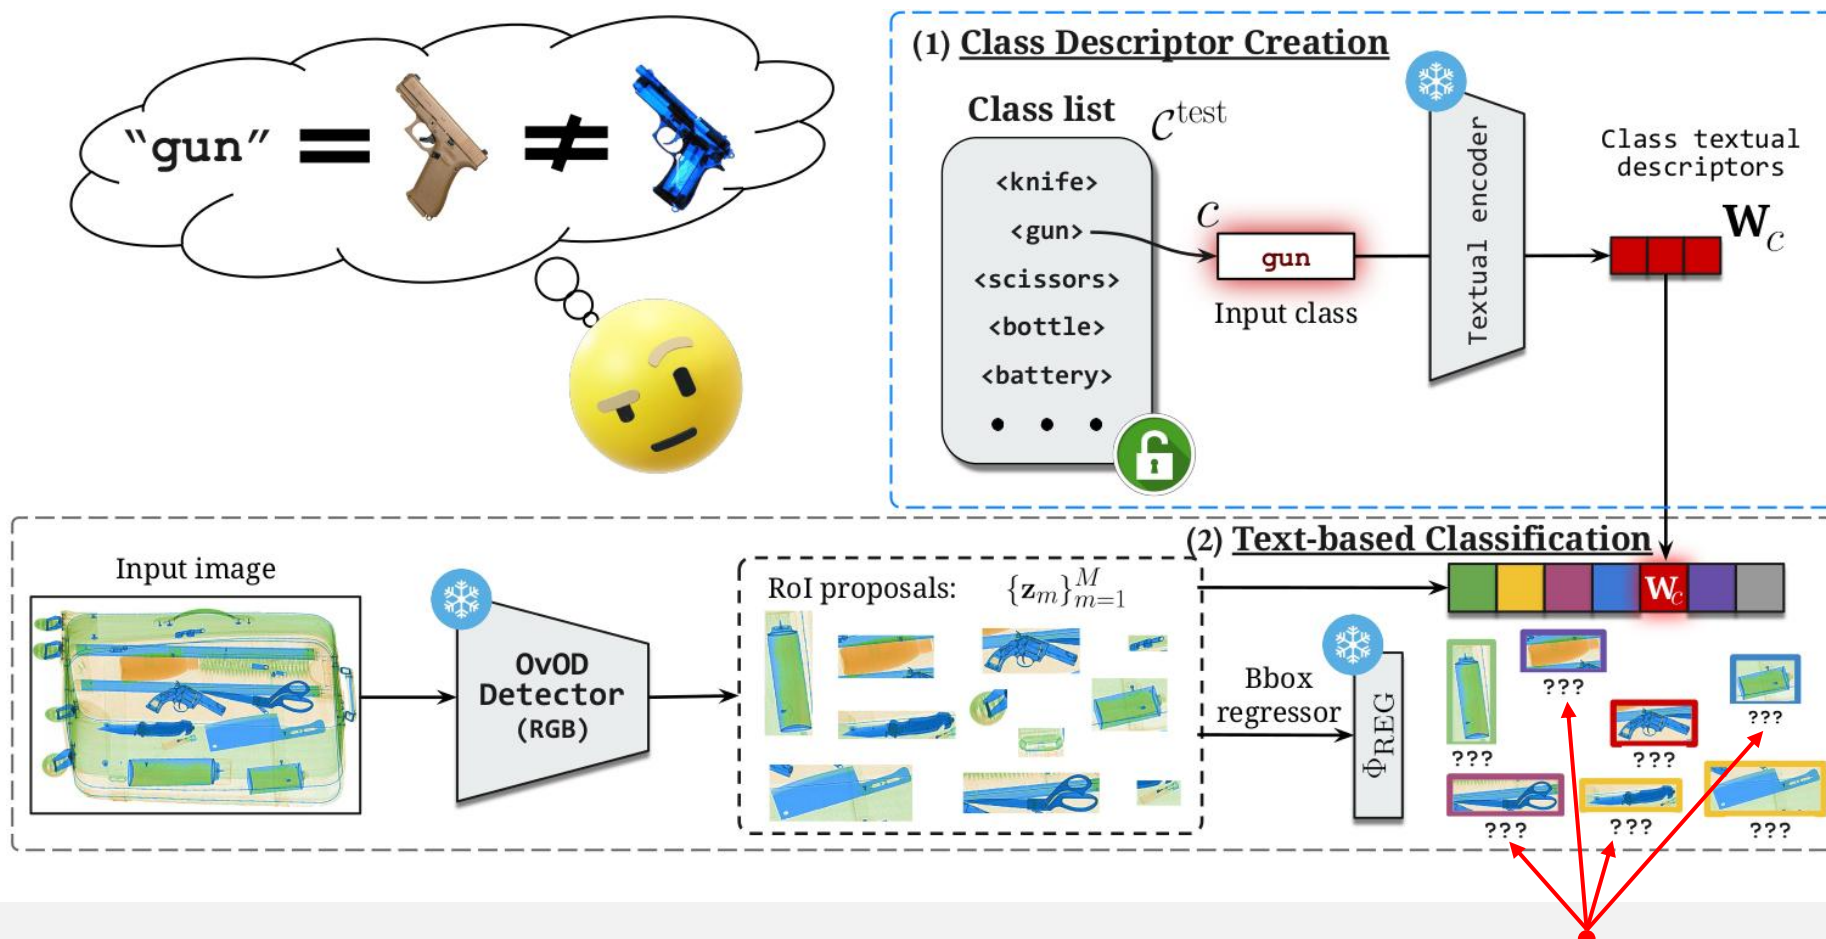 "gun" = ≠
(1) Class Descriptor Creation
Class list
𝒞^test
<knife>
<gun>
<scissors>
<bottle>
<battery>
• • •
c
gun
Input class
Textual encoder
Class textual
descriptors
W_c
(2) Text-based Classification
Input image
OvOD
Detector
(RGB)
RoI proposals: {z_m}_{m=1}^M
W_c
Bbox
regressor
Φ_REG
???
???
???
???
???
???
???